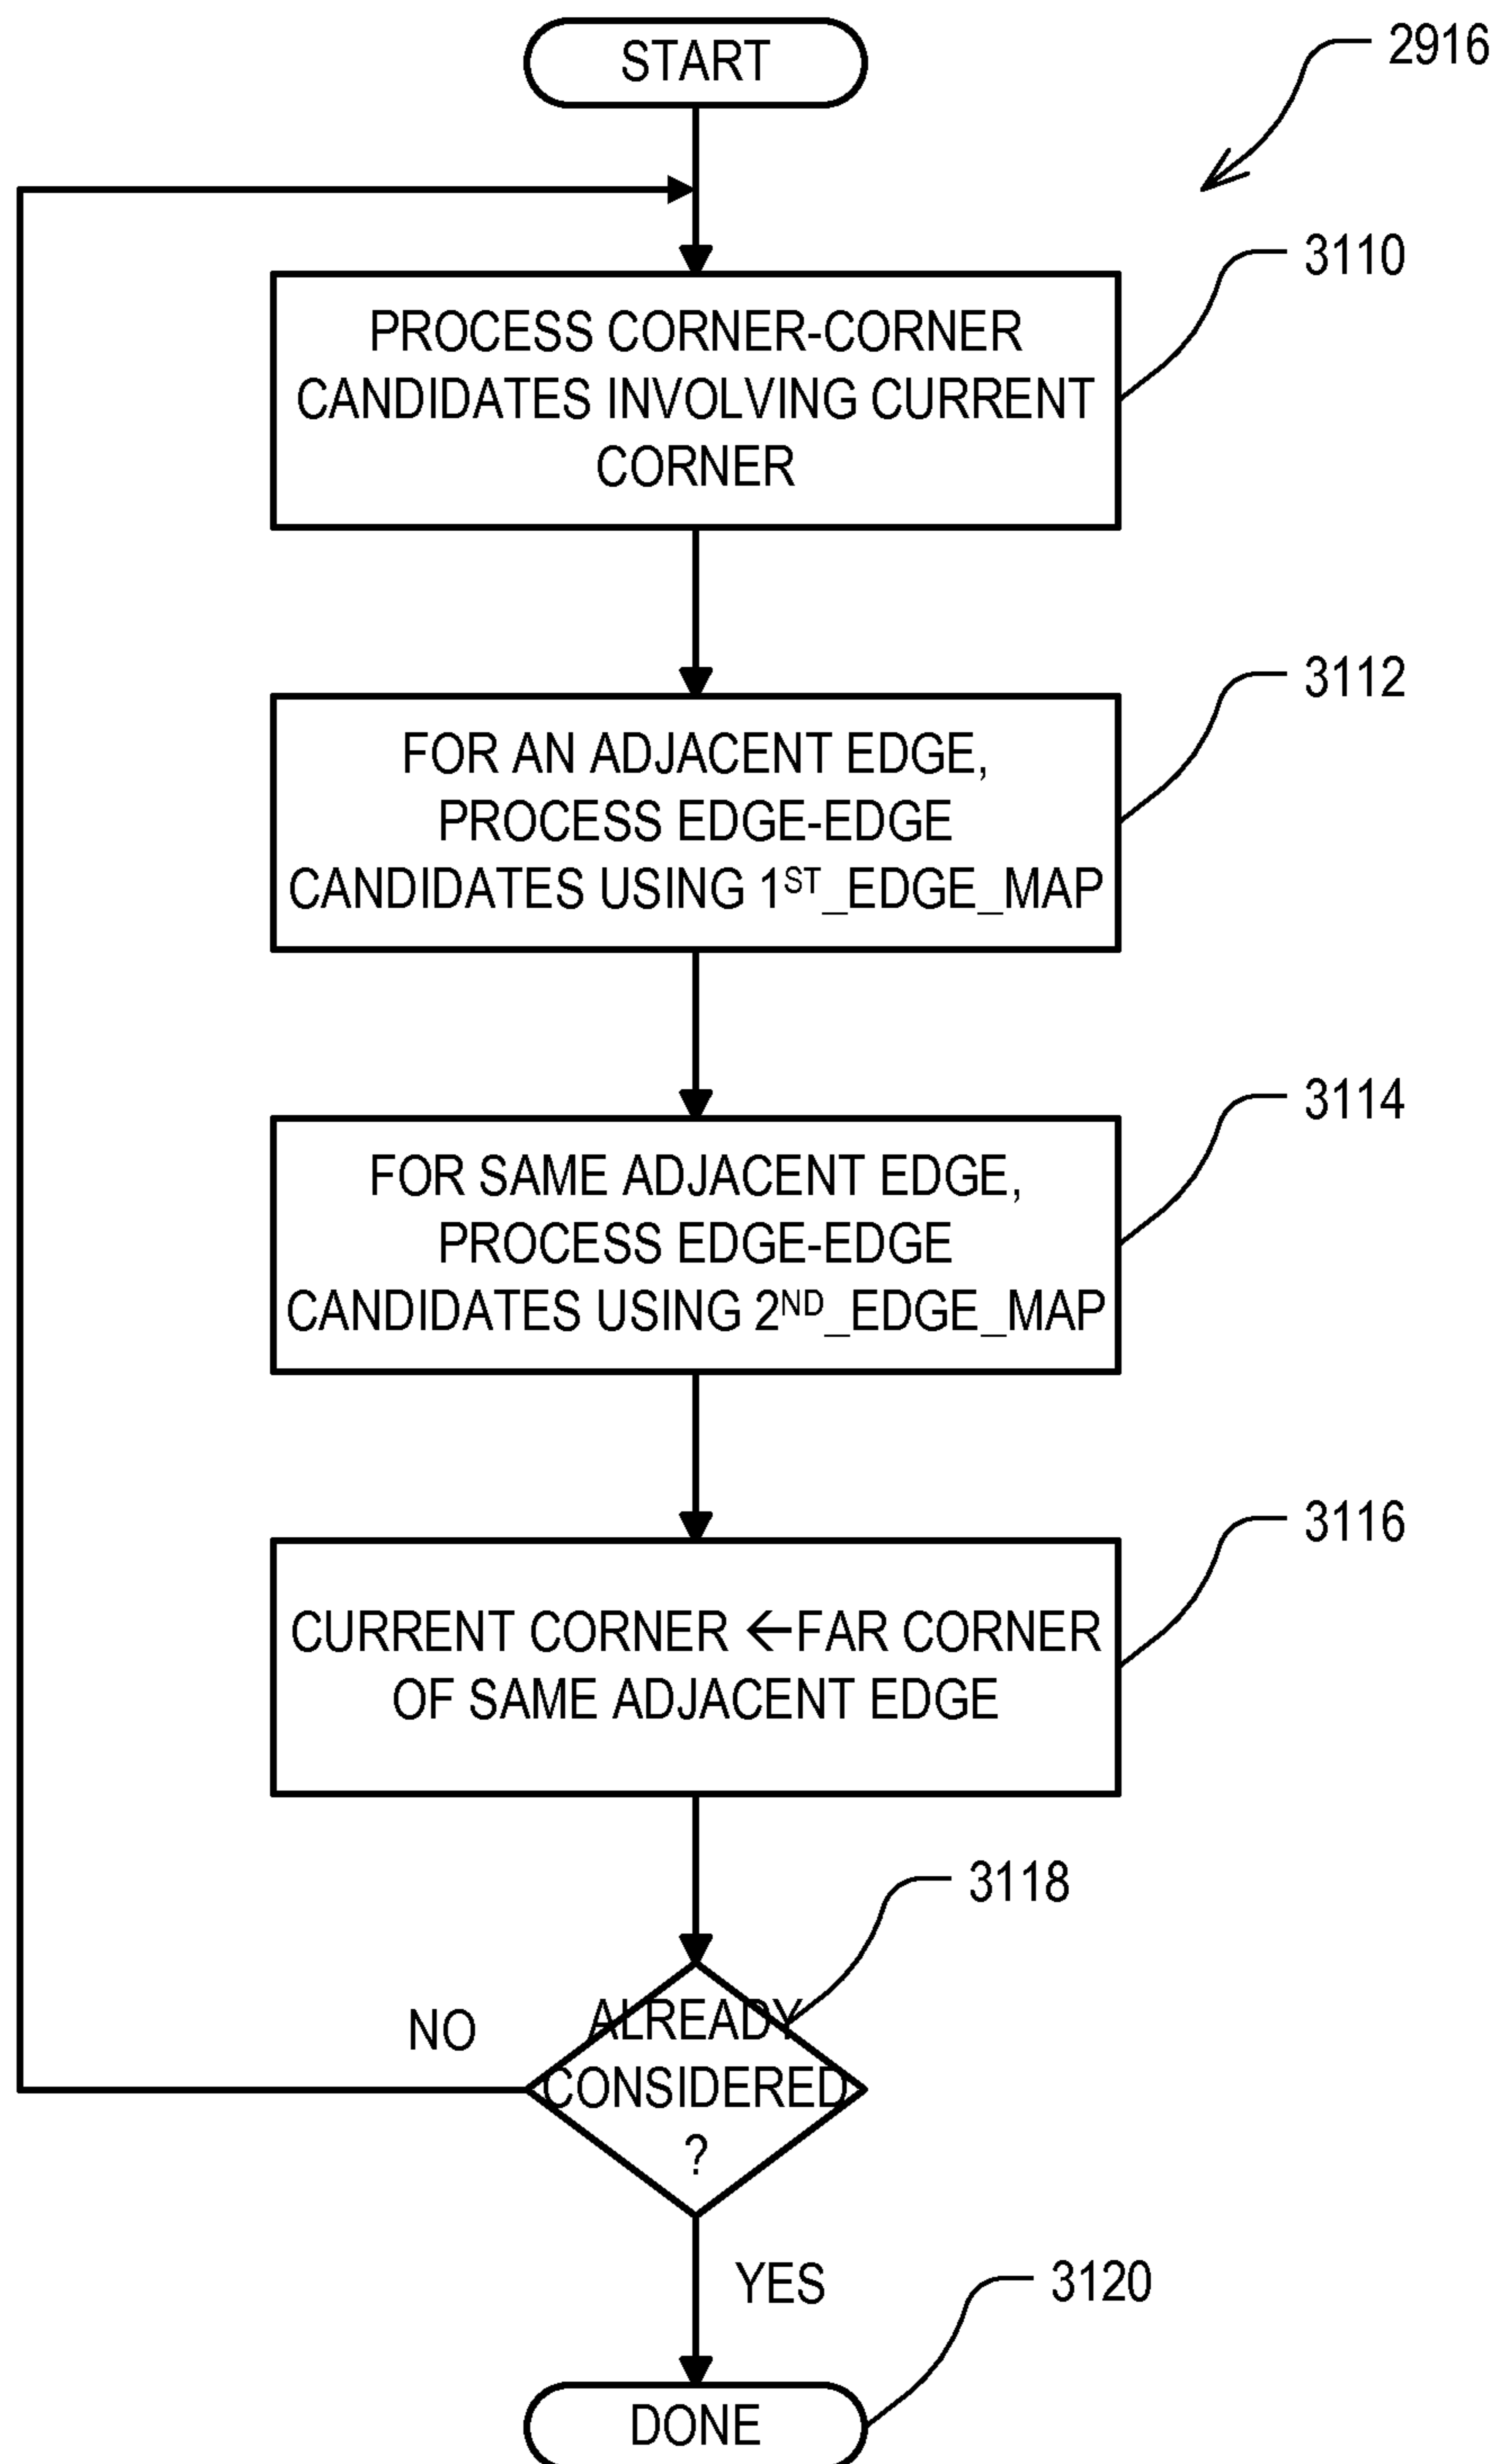 START
2916
3110
PROCESS CORNER-CORNER
CANDIDATES INVOLVING CURRENT
CORNER
3112
FOR AN ADJACENT EDGE,
PROCESS EDGE-EDGE
CANDIDATES USING 1ST_EDGE_MAP
3114
FOR SAME ADJACENT EDGE,
PROCESS EDGE-EDGE
CANDIDATES USING 2ND_EDGE_MAP
3116
CURRENT CORNER ←FAR CORNER
OF SAME ADJACENT EDGE
3118
NO
ALREADY
CONSIDERED
?
YES
3120
DONE